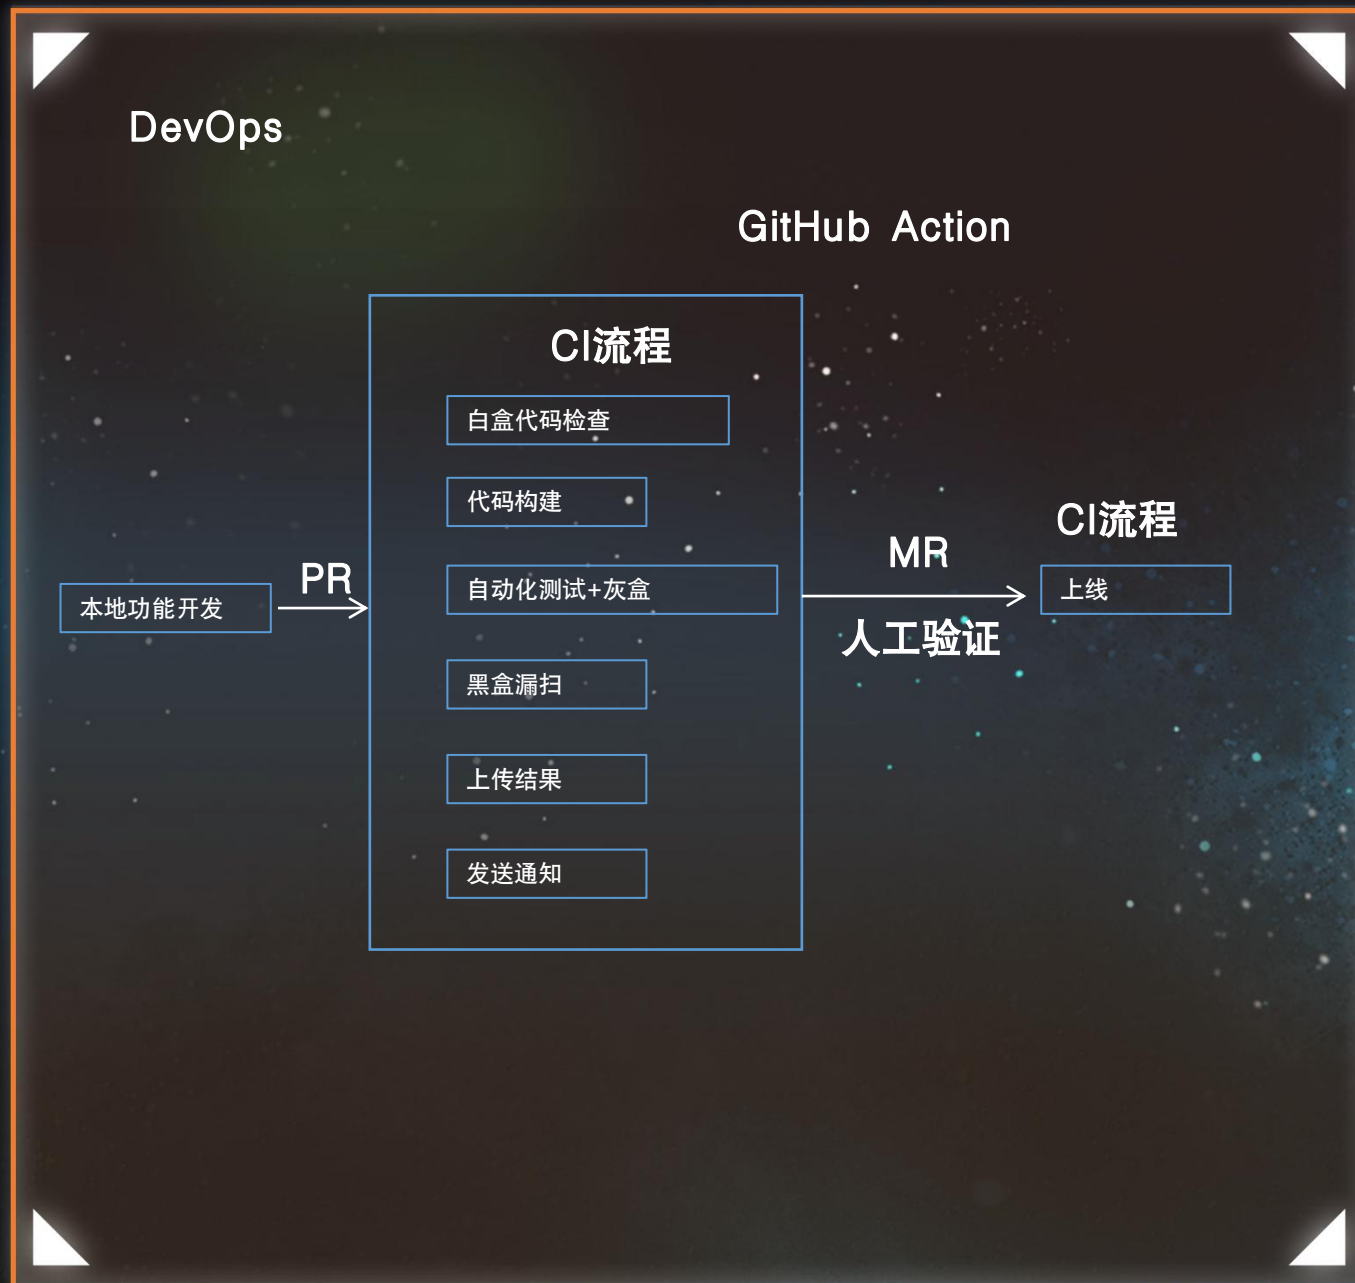 DevOps
GitHub Action
CI流程
白盒代码检查
代码构建
自动化测试+灰盒
黑盒漏扫
上传结果
发送通知
本地功能开发
PR
MR
人工验证
CI流程
上线